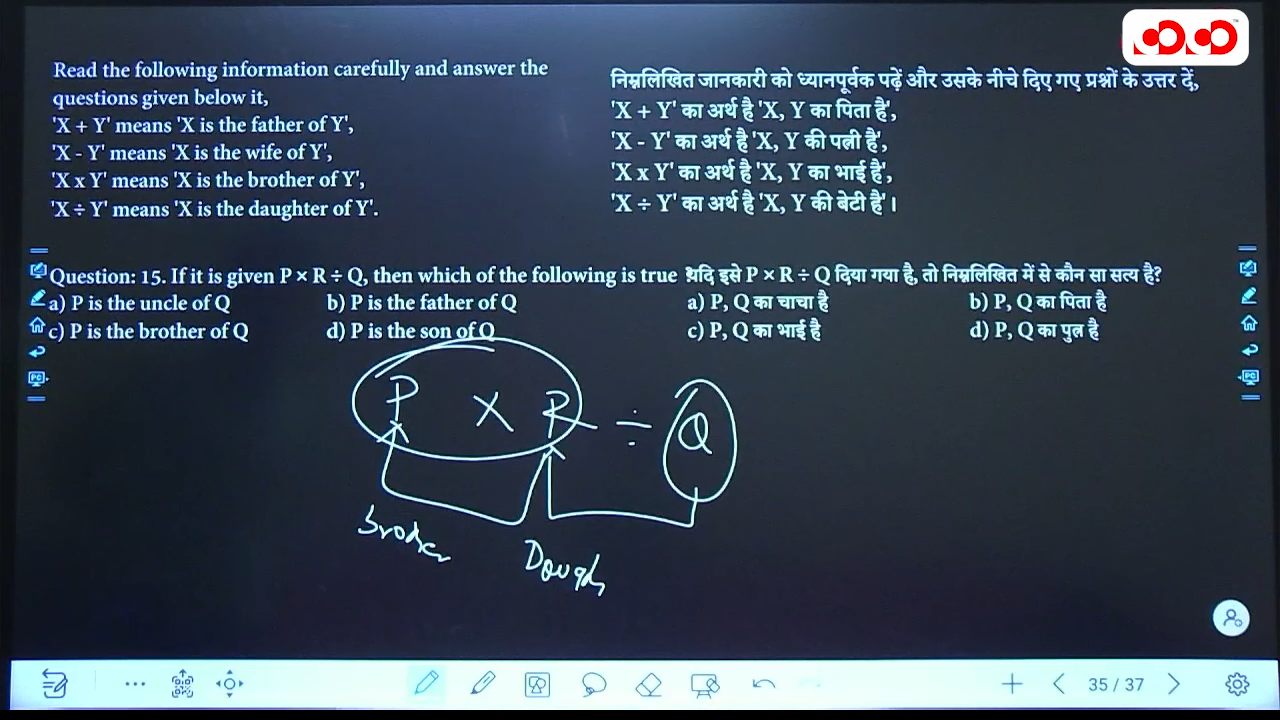 Read the following information carefully and answer the
questions given below it,
'X + Y' means 'X is the father of Y',
'X - Y' means 'X is the wife of Y',
'X x Y' means 'X is the brother of Y',
'X ÷ Y' means 'X is the daughter of Y'.
निम्नलिखित जानकारी को ध्यानपूर्वक पढ़ें और उसके नीचे दिए गए प्रश्नों के उत्तर दें,
'X + Y' का अर्थ है 'X, Y का पिता है',
'X - Y' का अर्थ है 'X, Y की पत्नी है',
'X x Y' का अर्थ है 'X, Y का भाई है',
'X ÷ Y' का अर्थ है 'X, Y की बेटी है'।
Question: 15. If it is given P × R ÷ Q, then which of the following is true ?
a) P is the uncle of Q b) P is the father of Q
c) P is the brother of Q d) P is the son of Q
यदि इसे P × R ÷ Q दिया गया है, तो निम्नलिखित में से कौन सा सत्य है?
a) P, Q का चाचा है b) P, Q का पिता है
c) P, Q का भाई है d) P, Q का पुत्र है
P X R ÷ Q
brother
Dough
PC
PC
35 / 37